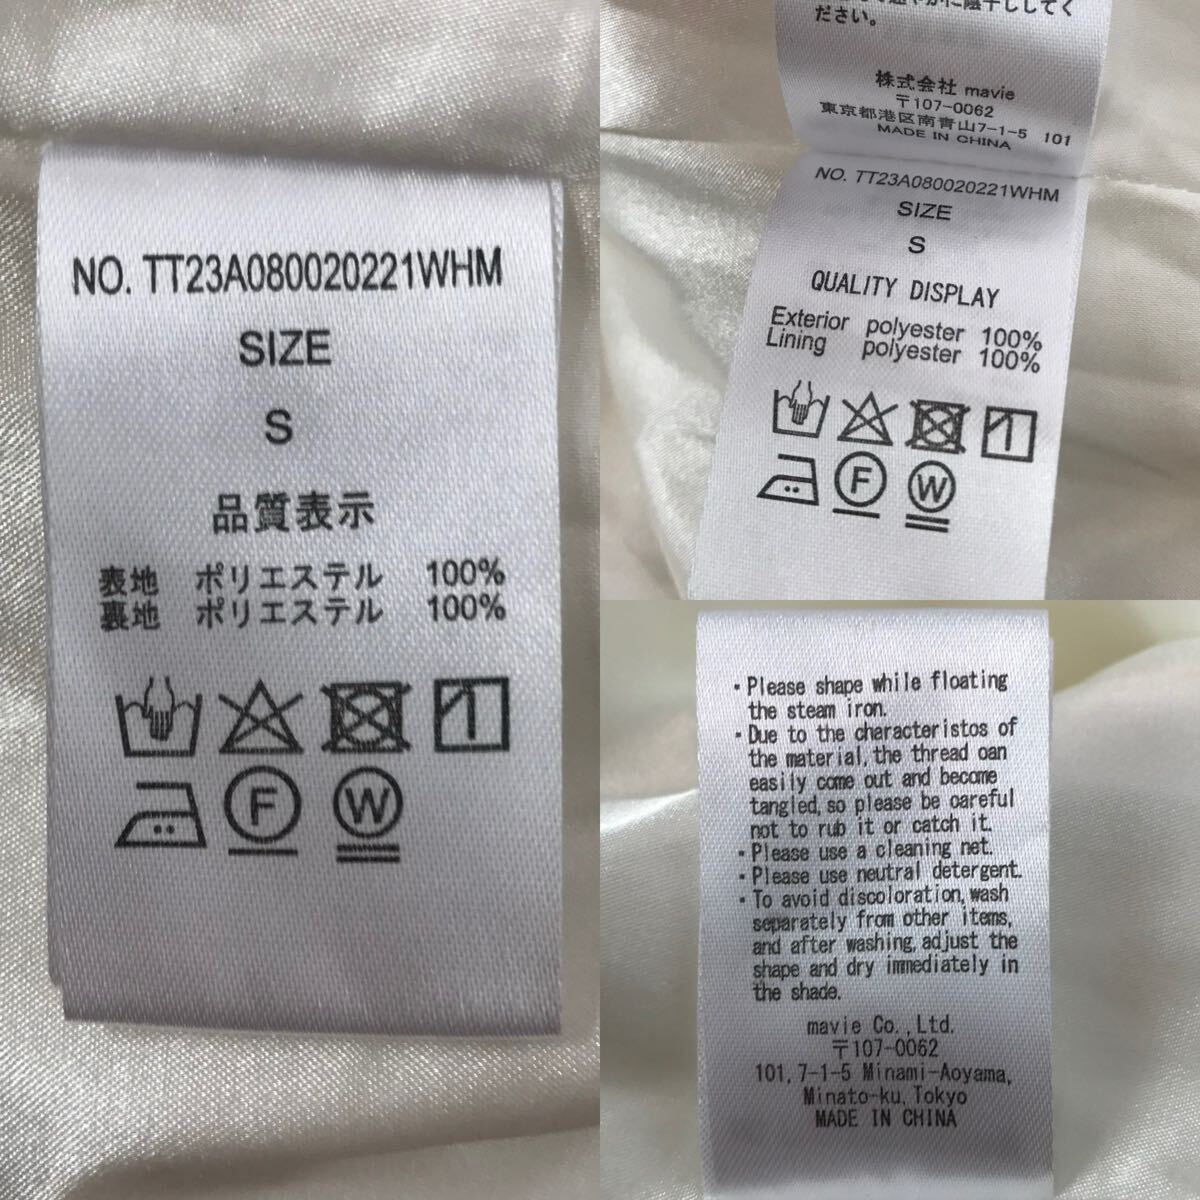 NO. TT23A080020221WHM
SIZE
S
品質表示
表地 ポリエステル 100%
裏地 ポリエステル 100%
F
W
ださい。
株式会社 mavie
〒107-0062
東京都港区南青山7-1-5 101
MADE IN CHINA
NO. TT23A080020221WHM
SIZE
S
QUALITY DISPLAY
Exterior polyester 100%
Lining polyester 100%
F
W
・Please shape while floating
the steam iron.
・Due to the characteristos of
the material, the thread can
easily come out and become
tangled, so please be careful
not to rub it or catch it.
・Please use a cleaning net.
・Please use neutral detergent.
・To avoid discoloration, wash
separately from other items,
and after washing, adjust the
shape and dry immediately in
the shade.
mavie Co., Ltd.
〒107-0062
101, 7-1-5 Minami-Aoyama,
Minato-ku, Tokyo
MADE IN CHINA